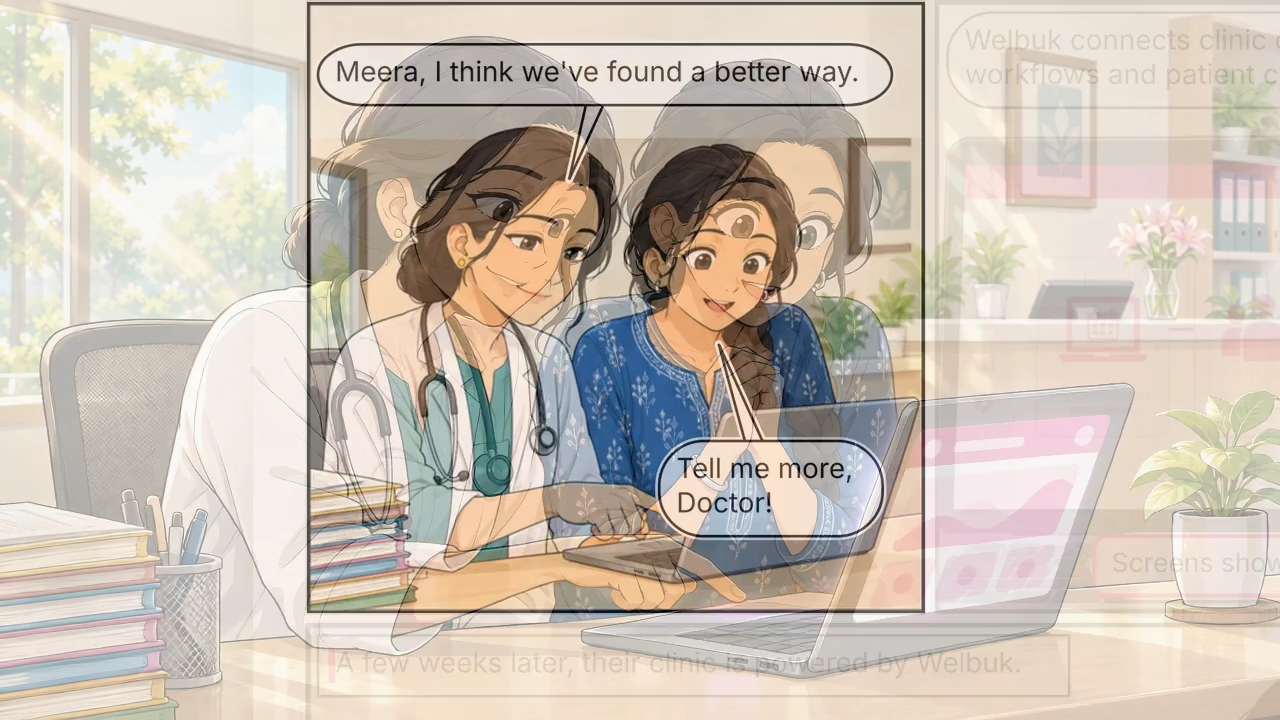 Meera, I think we've found a better way.
Welbuk connects clinic
workflows and patient
Tell me more,
Doctor!
Screens show
A few weeks later, their clinic is powered by Welbuk.